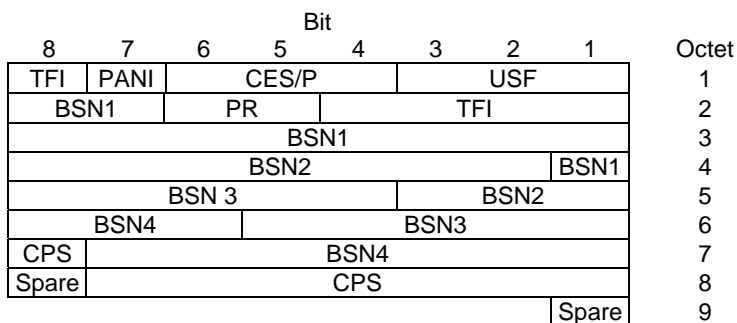 Bit
8 7 6 5 4 3 2 1 Octet
TFI PANI CES/P USF 1
BSN1 PR TFI 2
BSN1 3
BSN2 BSN1 4
BSN 3 BSN2 5
BSN4 BSN3 6
CPS BSN4 7
Spare CPS 8
Spare 9